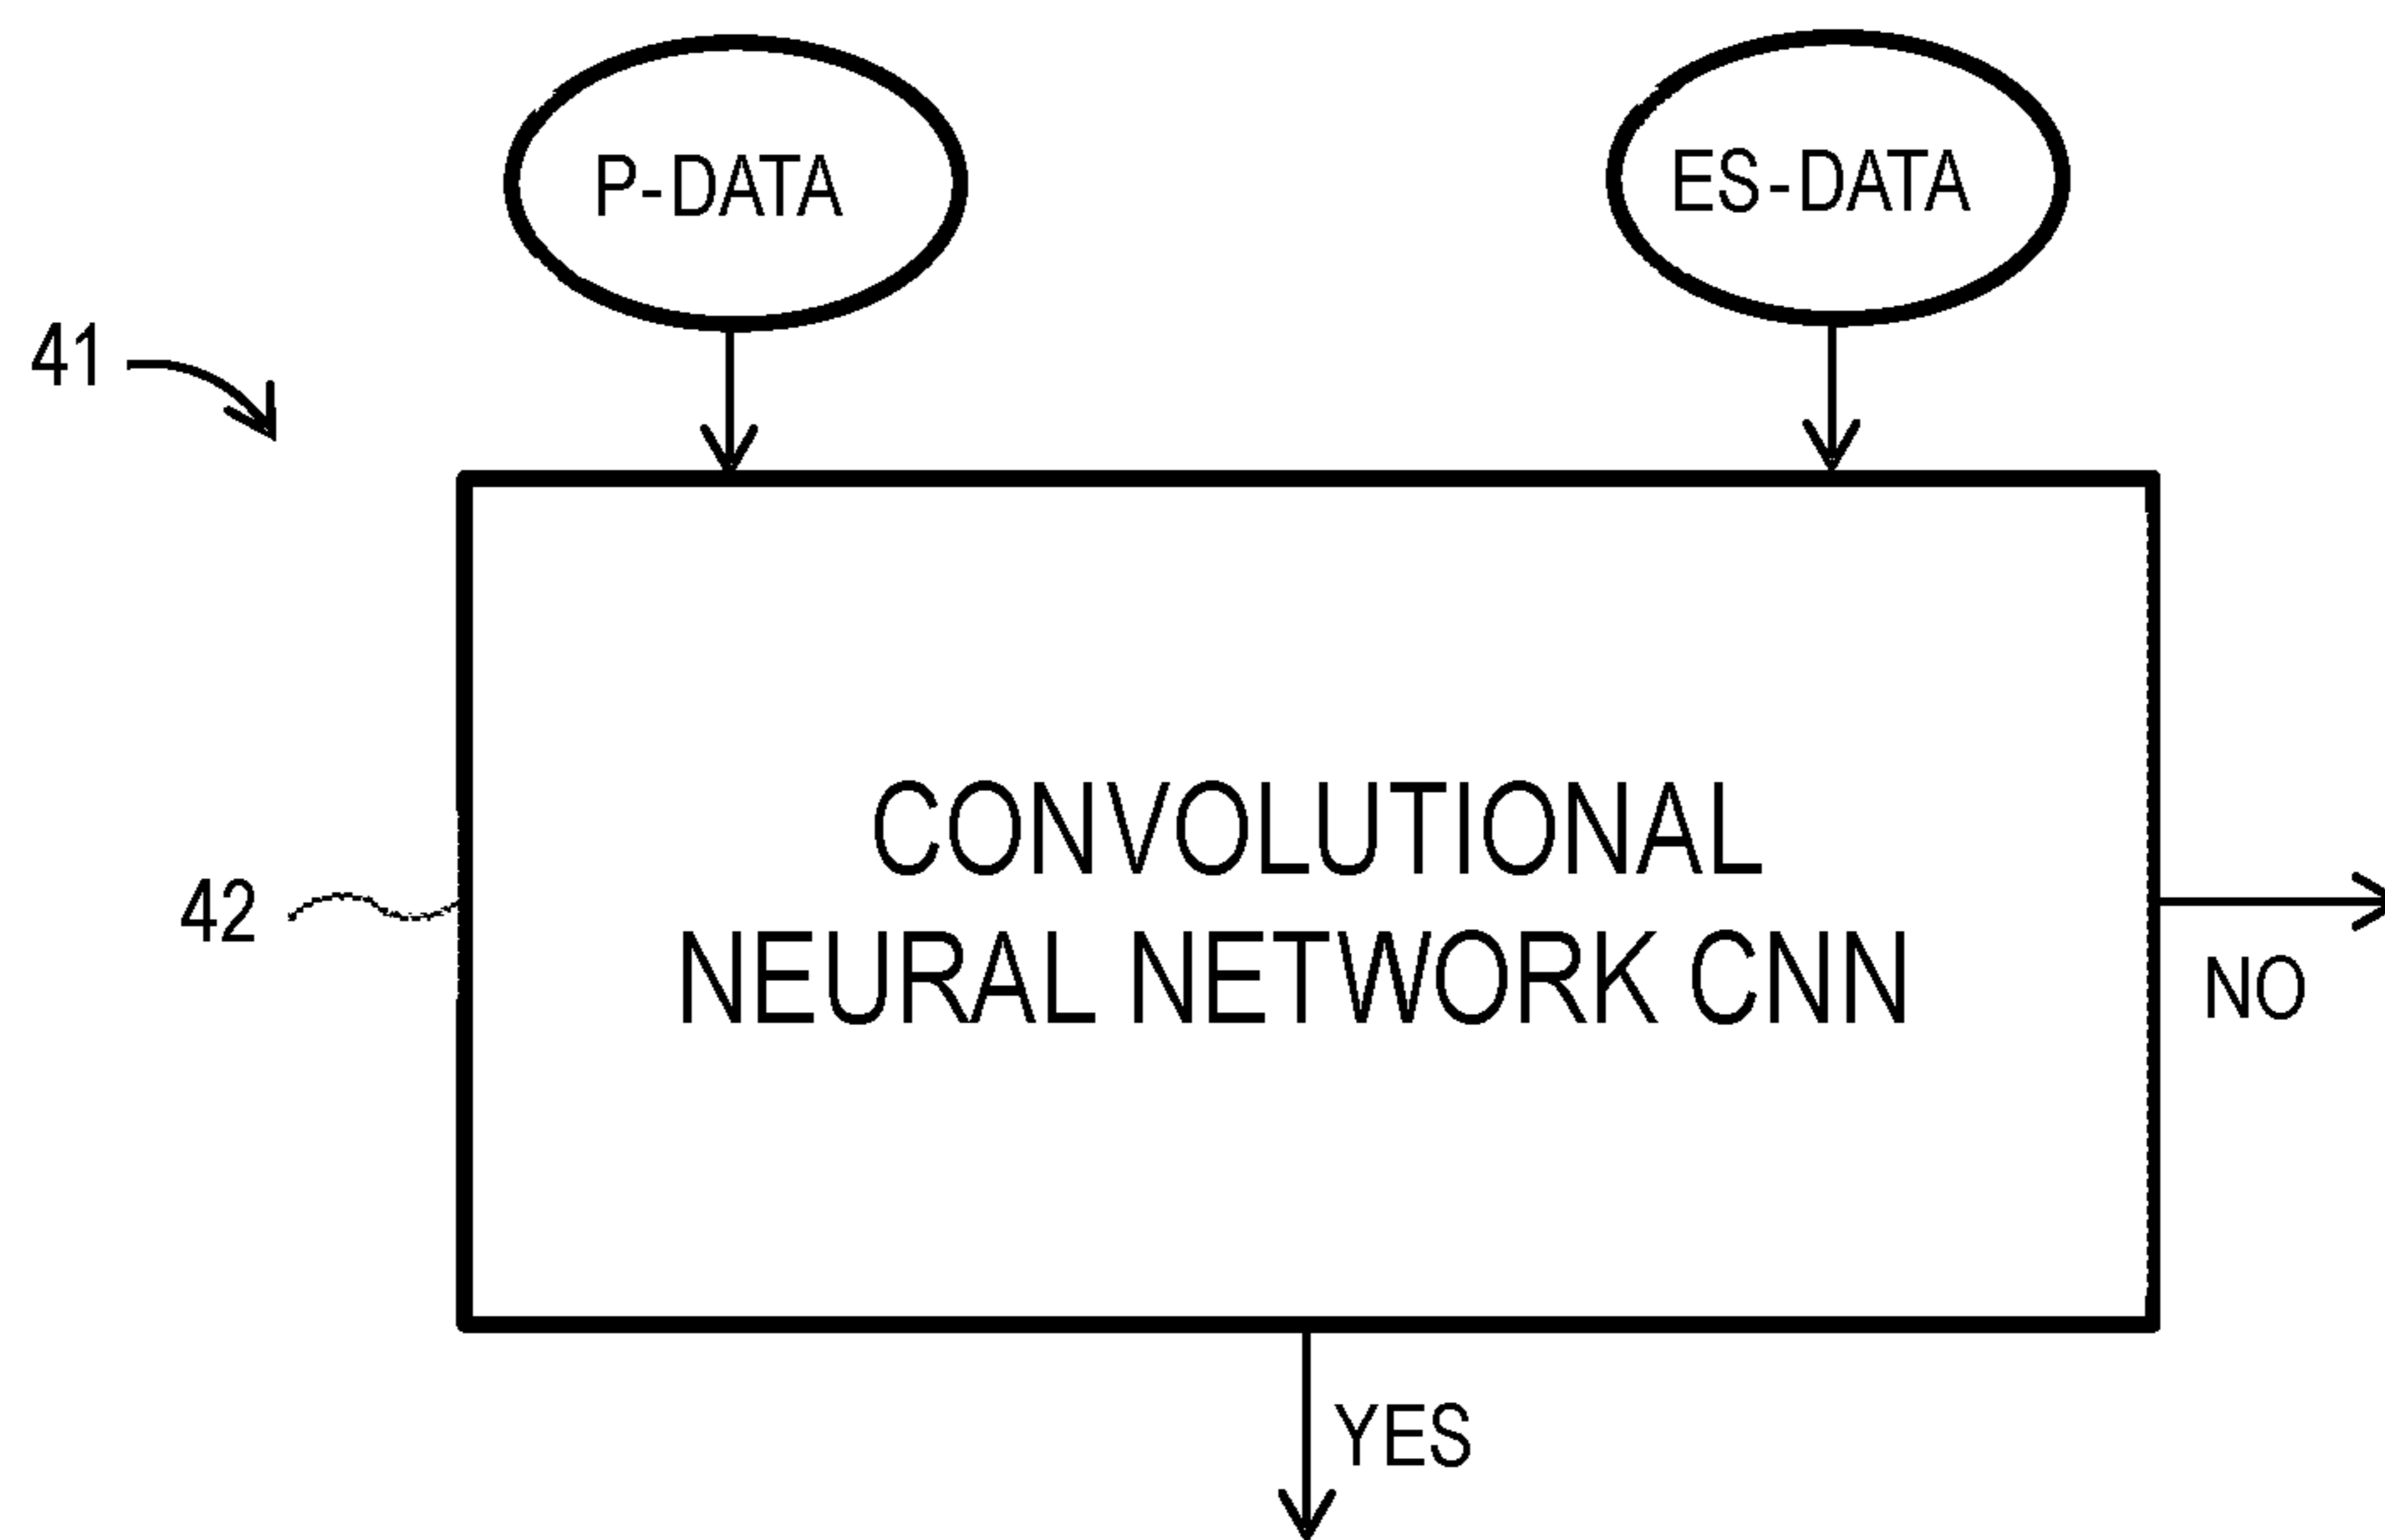 P-DATA
ES-DATA
41
CONVOLUTIONAL
42
NEURAL NETWORK CNN
NO
YES